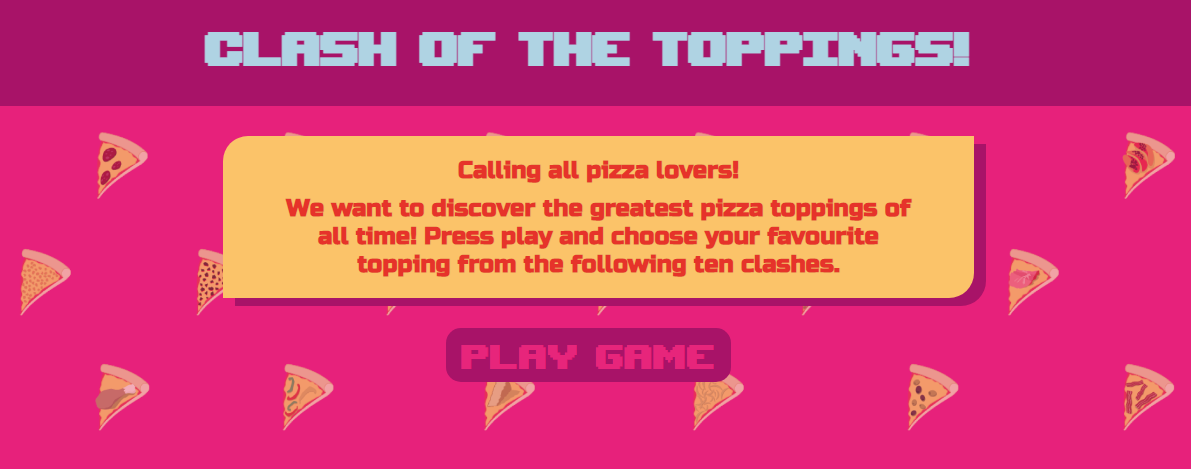 CLASH OF THE TOPPINGS!
Calling all pizza lovers!
We want to discover the greatest pizza toppings of
all time! Press play and choose your favourite
topping from the following ten clashes.
PLAY GAME